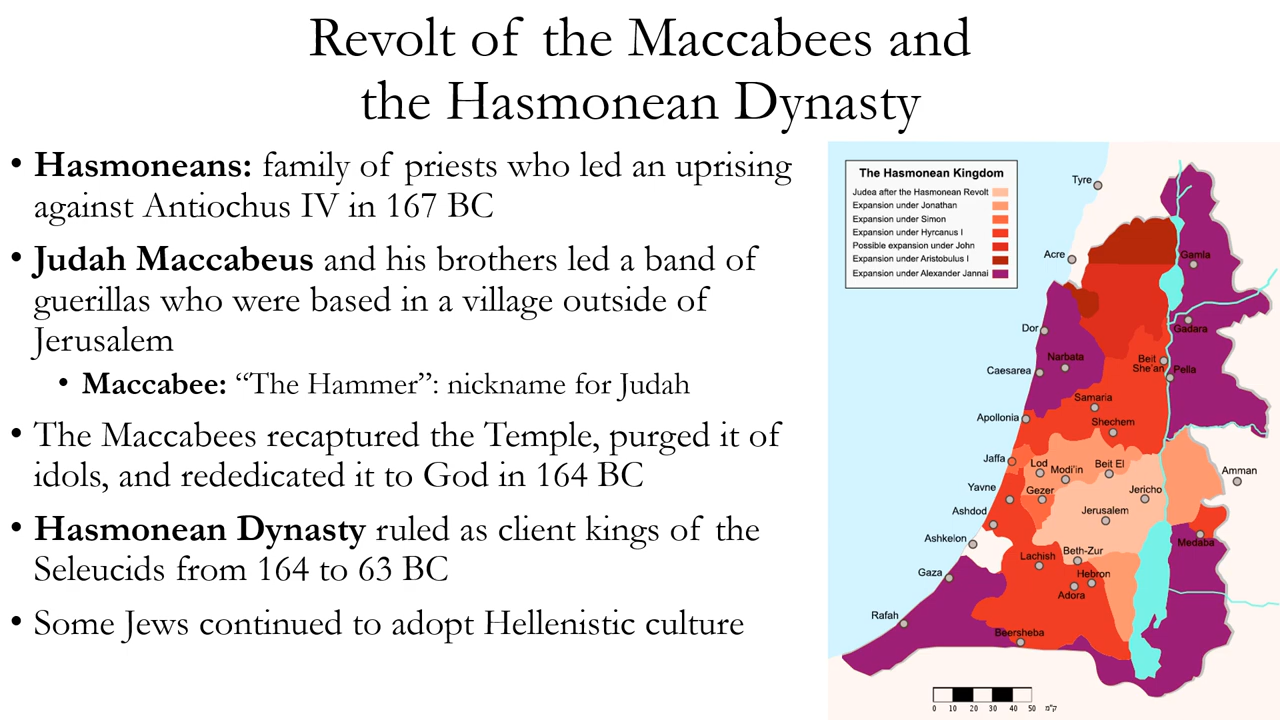 Revolt of the Maccabees and
the Hasmonean Dynasty
• Hasmoneans: family of priests who led an uprising
against Antiochus IV in 167 BC
• Judah Maccabeus and his brothers led a band of
guerillas who were based in a village outside of
Jerusalem
• Maccabee: “The Hammer”: nickname for Judah
• The Maccabees recaptured the Temple, purged it of
idols, and rededicated it to God in 164 BC
• Hasmonean Dynasty ruled as client kings of the
Seleucids from 164 to 63 BC
• Some Jews continued to adopt Hellenistic culture
The Hasmonean Kingdom
Judea after the Hasmonean Revolt
Expansion under Jonathan
Expansion under Simon
Expansion under Hyrcanus I
Possible expansion under John
Expansion under Aristobulus I
Expansion under Alexander Jannai
Tyre
Acre
Gamla
Dor
Gadara
Narbata
Caesarea
Beit
She'an
Pella
Samaria
Apollonia
Shechem
Jaffa
Lod
Modi'in
Beit El
Amman
Yavne
Gezer
Jericho
Ashdod
Jerusalem
Ashkelon
Medaba
Lachish
Beth-Zur
Gaza
Hebron
Adora
Rafah
Beersheba
0 10 20 30 40 50 ק"מ